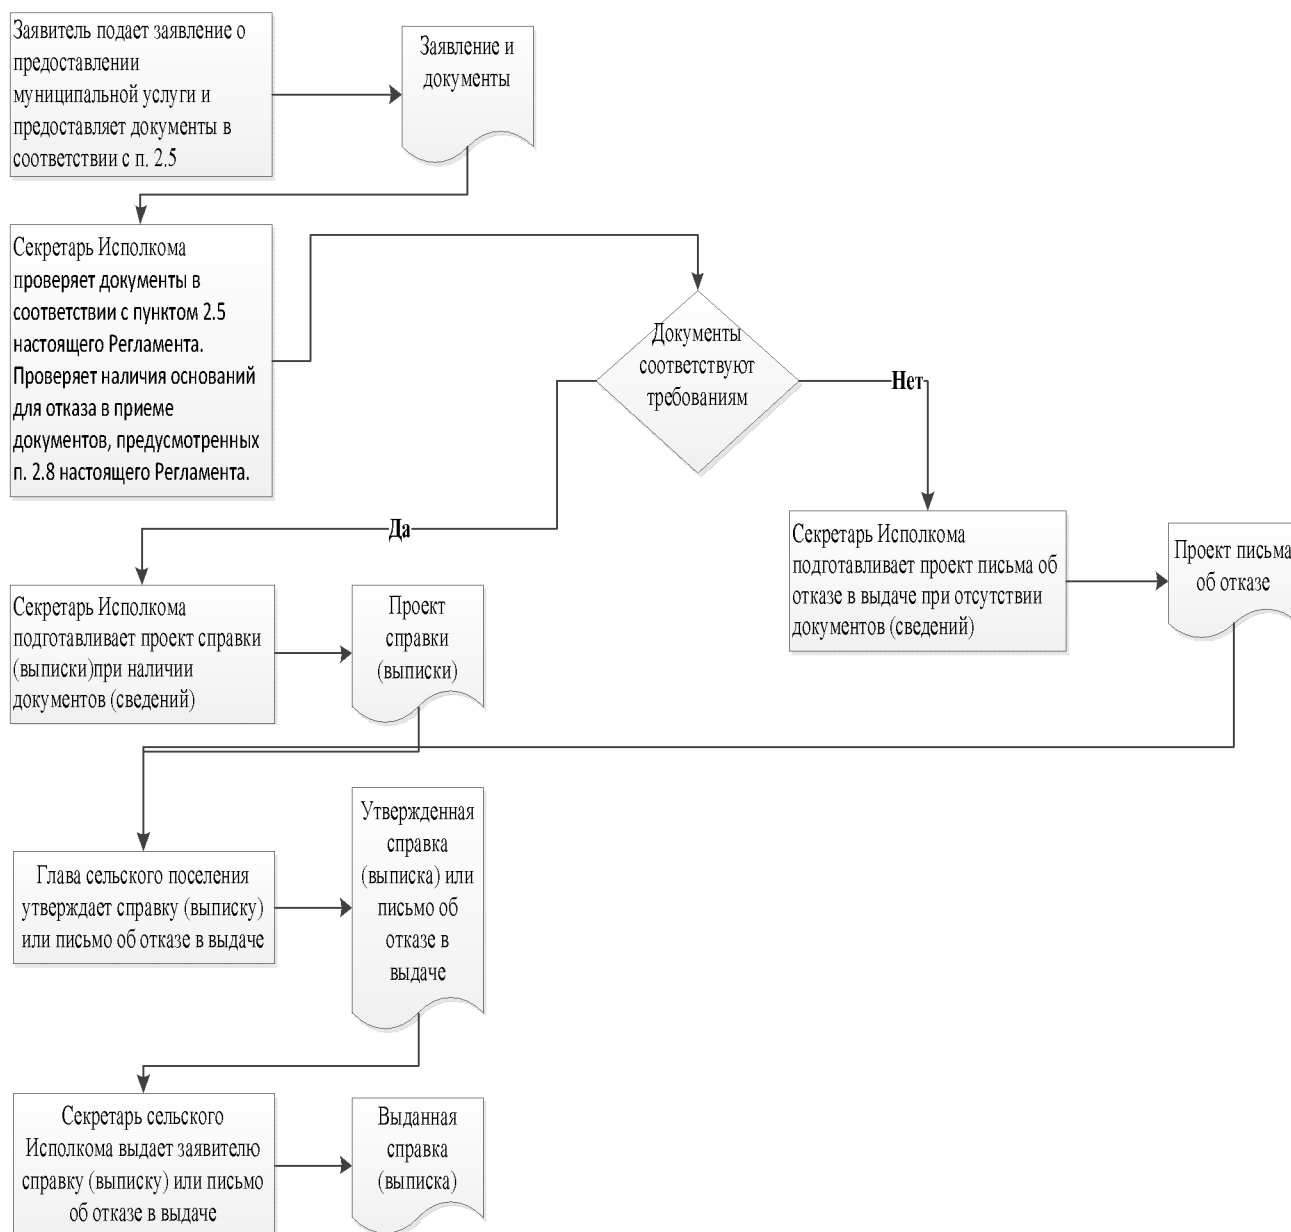 Заявитель подает заявление о
предоставлении
муниципальной услуги и
предоставляет документы в
соответствии с п. 2.5
Заявление и
документы
Секретарь Исполкома
проверяет документы в
соответствии с пунктом 2.5
настоящего Регламента.
Проверяет наличия оснований
для отказа в приеме
документов, предусмотренных
п. 2.8 настоящего Регламента.
Документы
соответствуют
требованиям
Нет
Да
Секретарь Исполкома
подготавливает проект письма об
отказе в выдаче при отсутствии
документов (сведений)
Проект письма
об отказе
Секретарь Исполкома
подготавливает проект справки
(выписки)при наличии
документов (сведений)
Проект
справки
(выписки)
Глава сельского поселения
утверждает справку (выписку)
или письмо об отказе в выдаче
Утвержденная
справка
(выписка) или
письмо об
отказе в
выдаче
Секретарь сельского
Исполкома выдает заявителю
справку (выписку) или письмо
об отказе в выдаче
Выданная
справка
(выписка)